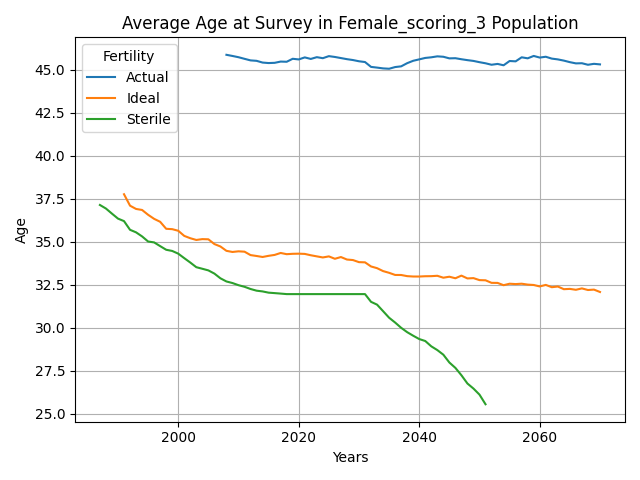 Average Age at Survey in Female_scoring_3 Population
Fertility
Actual
Ideal
Sterile
Age
45.0
42.5
40.0
37.5
35.0
32.5
30.0
27.5
25.0
2000
2020
2040
2060
Years